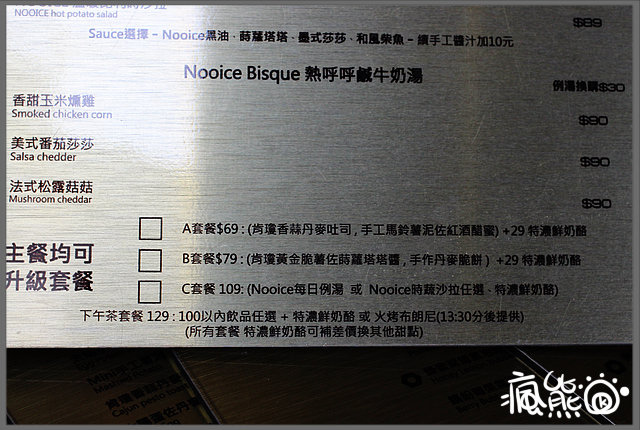 NOOICE hot potato salad
$89
Sauce選擇 - Nooice黑油、蒔蘿塔塔、墨式莎莎、和風柴魚 - 續手工醬汁加10元
Nooice Bisque 熱呼呼鹹牛奶湯
例湯換購$30
香甜玉米燻雞
Smoked chicken corn
$90
美式番茄莎莎
Salsa chedder
$90
法式松露菇菇
Mushroom cheddar
$90
主餐均可
升級套餐
A套餐$69 : (肯瓊香蒜丹麥吐司 , 手工馬鈴薯泥佐紅酒醋蜜) +29 特濃鮮奶酪
B套餐$79 : (肯瓊黃金脆薯佐蒔蘿塔塔醬 , 手作丹麥脆餅 ) +29 特濃鮮奶酪
C套餐 109: (Nooice每日例湯 或 Nooice時蔬沙拉任選、特濃鮮奶酪)
下午茶套餐 129 : 100以內飲品任選 + 特濃鮮奶酪 或 火烤布朗尼(13:30分後提供)
(所有套餐 特濃鮮奶酪可補差價換其他甜點)
瘋熊